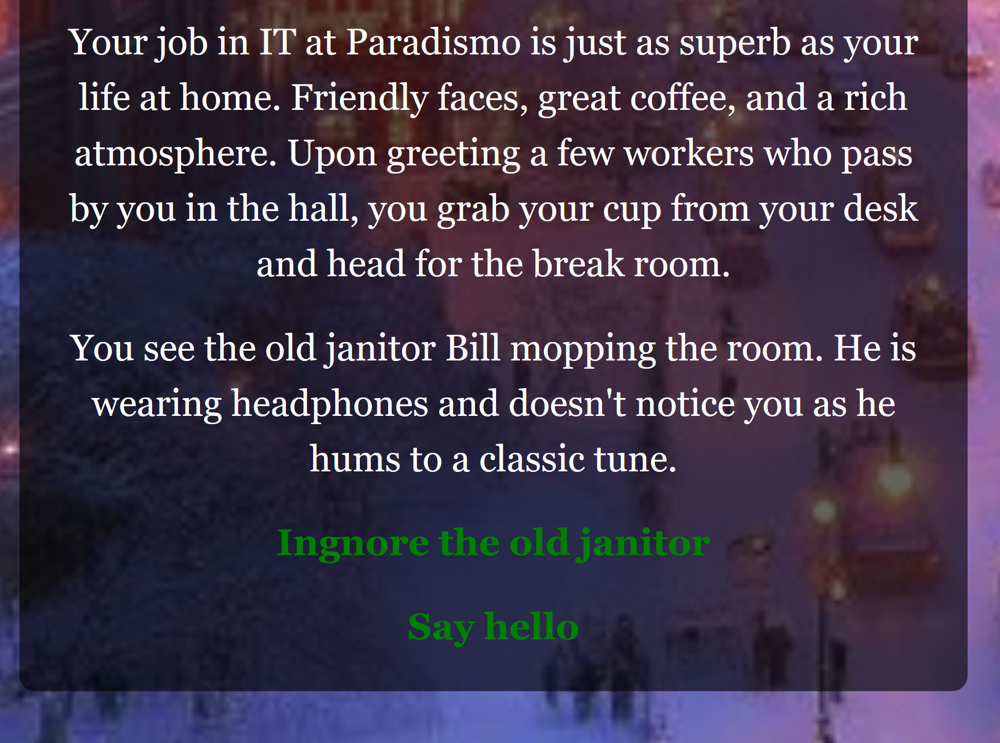 Your job in IT at Paradismo is just as superb as your
life at home. Friendly faces, great coffee, and a rich
atmosphere. Upon greeting a few workers who pass
by you in the hall, you grab your cup from your desk
and head for the break room.
You see the old janitor Bill mopping the room. He is
wearing headphones and doesn't notice you as he
hums to a classic tune.
Ingnore the old janitor
Say hello